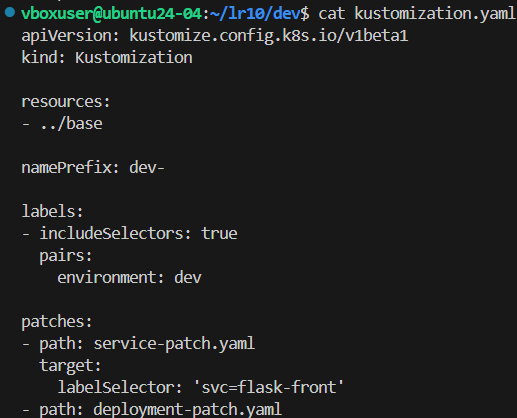 vboxuser@ubuntu24-04:~/lr10/dev$ cat kustomization.yaml
apiVersion: kustomize.config.k8s.io/v1beta1
kind: Kustomization

resources:
- ../base

namePrefix: dev-

labels:
- includeSelectors: true
  pairs:
    environment: dev

patches:
- path: service-patch.yaml
  target:
    labelSelector: 'svc=flask-front'
- path: deployment-patch.yaml